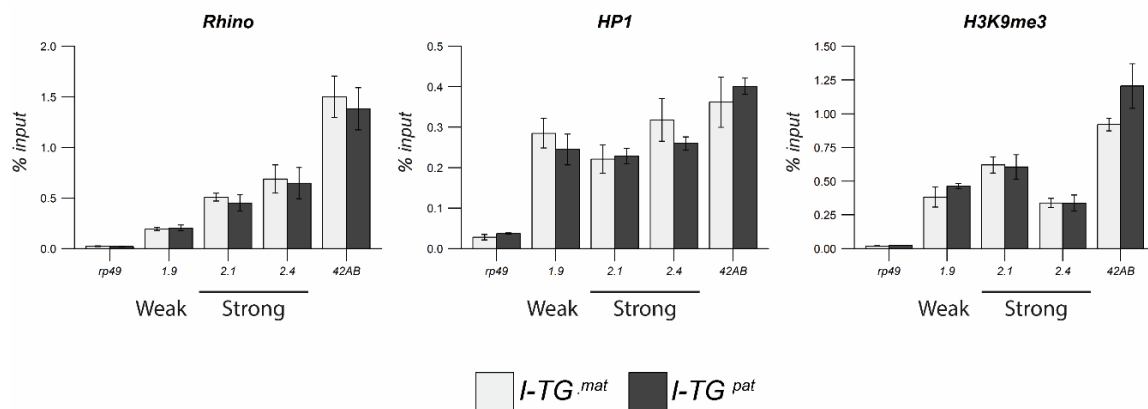 Rhino
% input
2.0
1.5
1.0
0.5
0.0
rp49 1.9 2.1 2.4 42AB
Weak Strong
HP1
% input
0.5
0.4
0.3
0.2
0.1
0.0
rp49 1.9 2.1 2.4 42AB
Weak Strong
H3K9me3
% input
1.50
1.25
1.00
0.75
0.50
0.25
0.00
rp49 1.9 2.1 2.4 42AB
Weak Strong
I-TG .mat I-TG pat